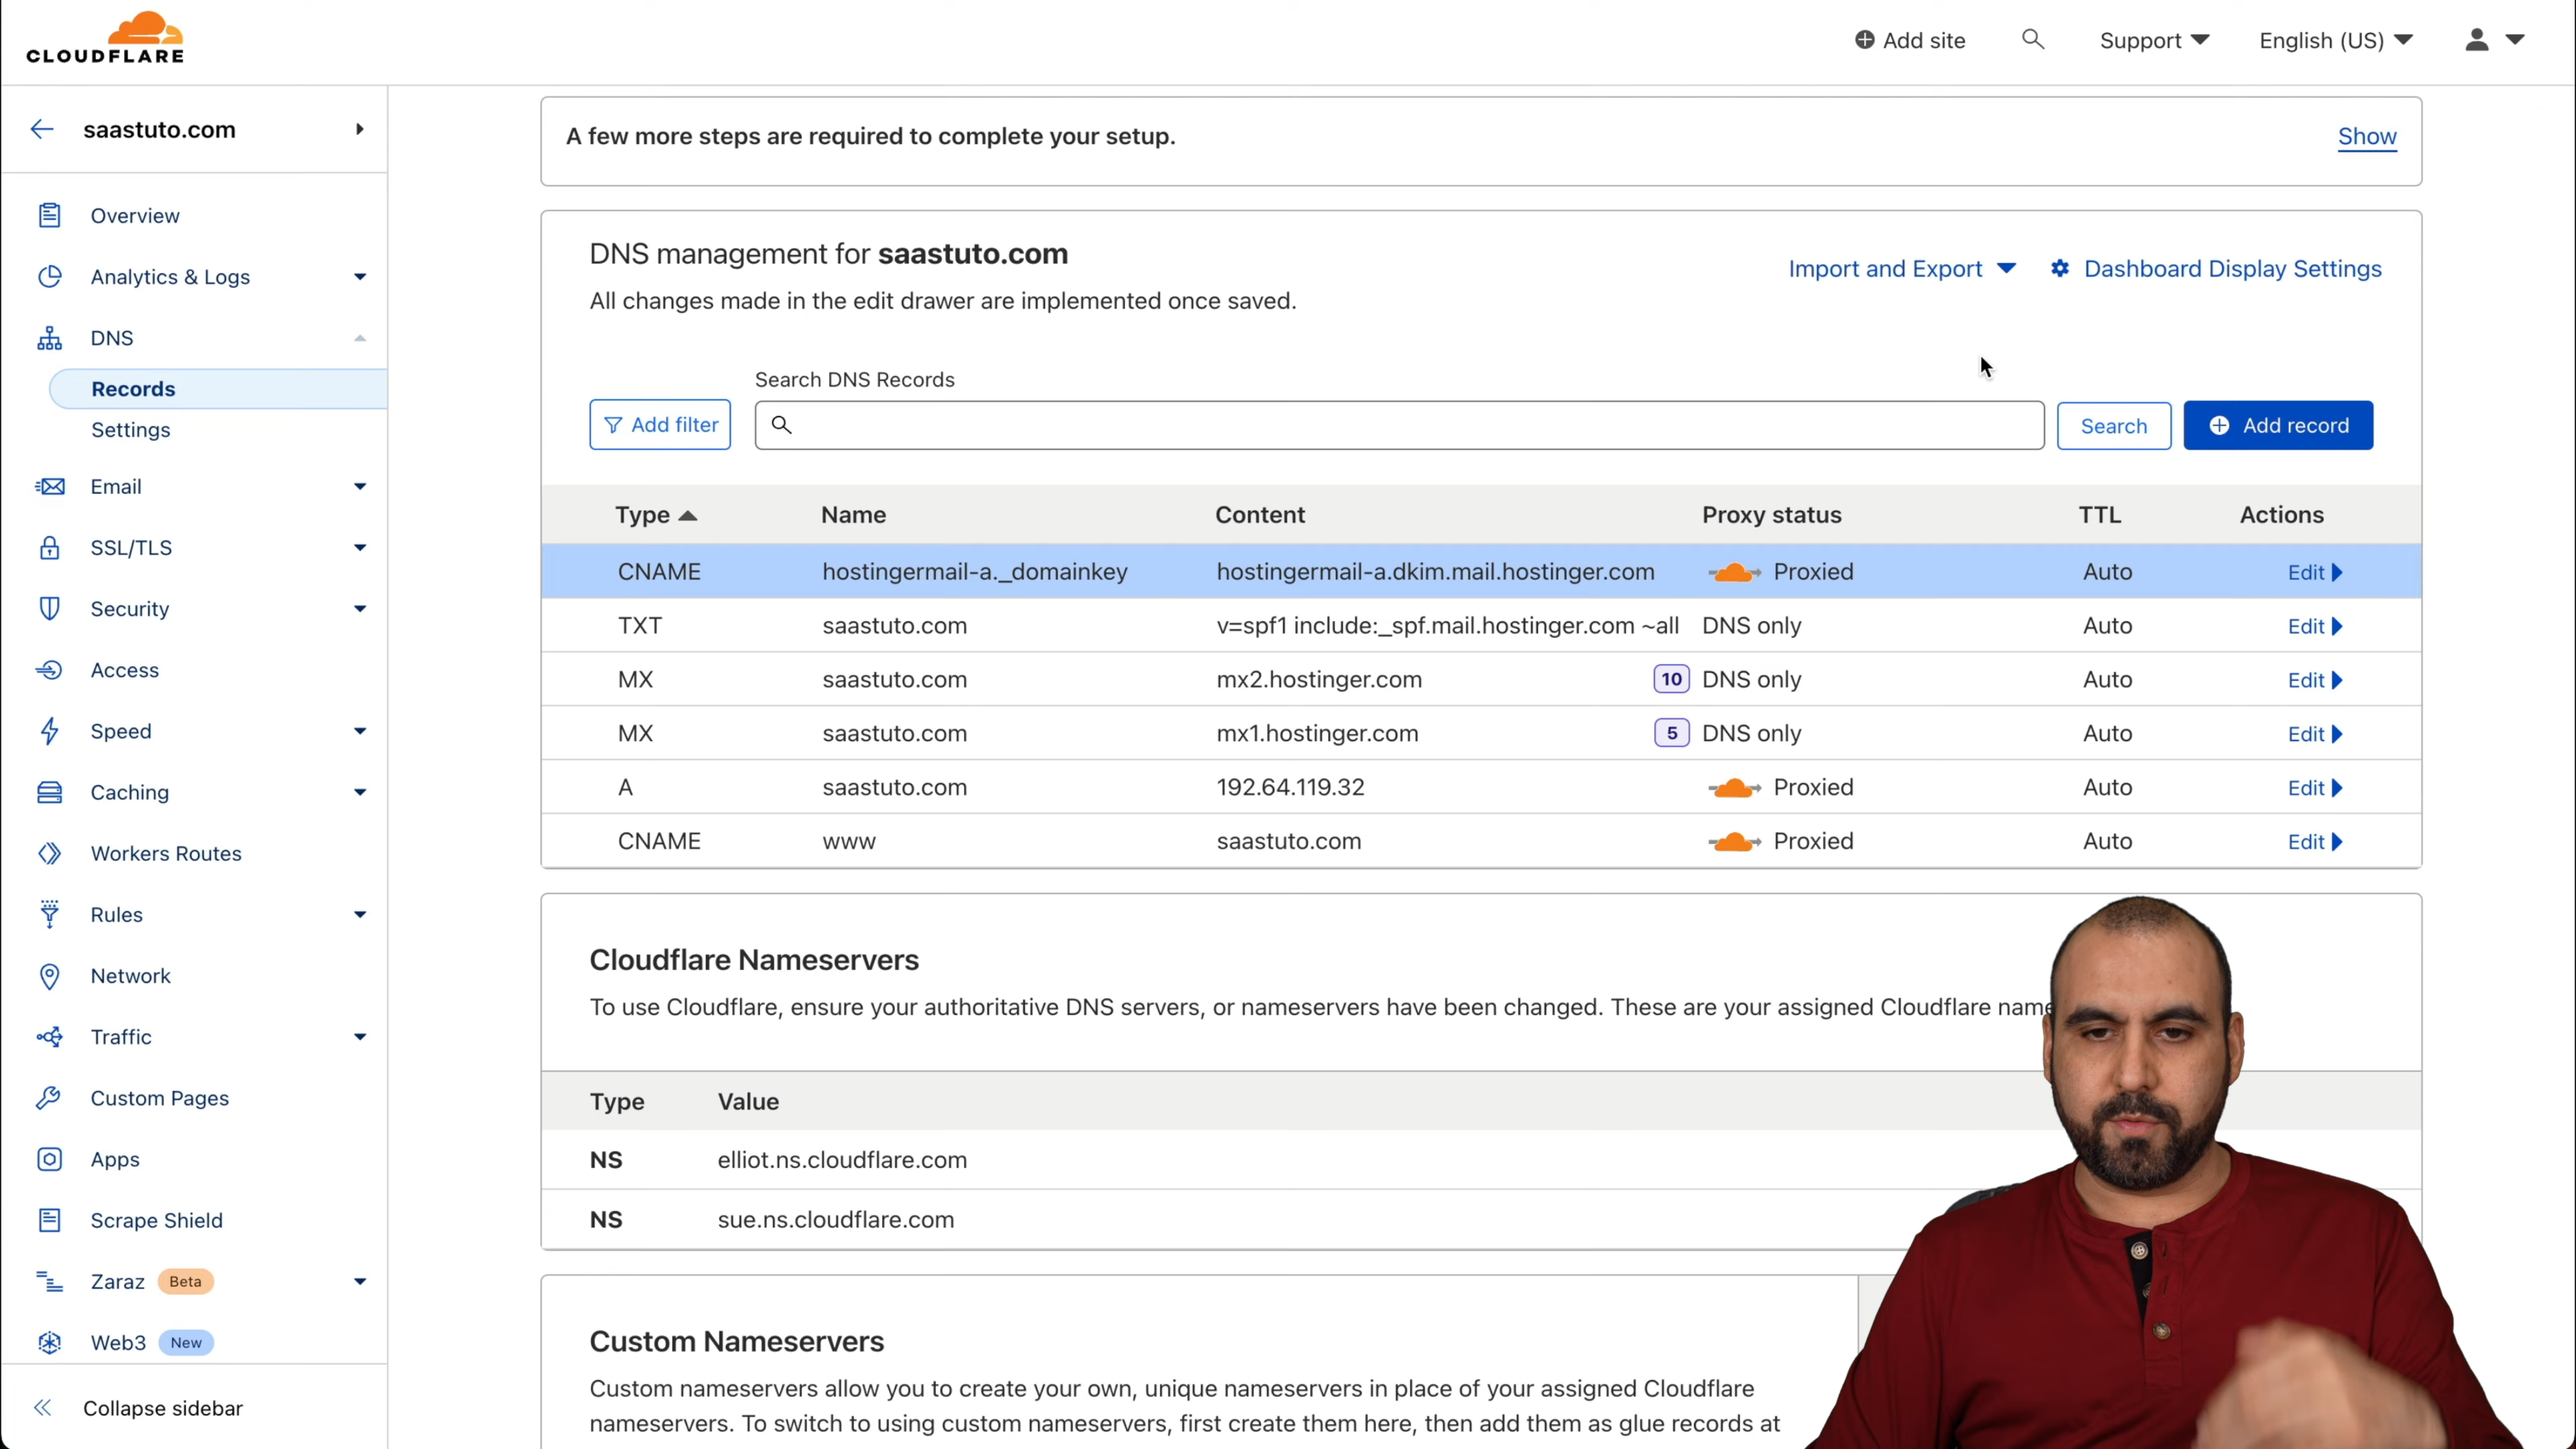 CLOUDFLARE
Add site
Support
English (US)
saastuto.com
Overview
Analytics & Logs
DNS
Records
Settings
Email
SSL/TLS
Security
Access
Speed
Caching
Workers Routes
Rules
Network
Traffic
Custom Pages
Apps
Scrape Shield
Zaraz Beta
Web3 New
Collapse sidebar
A few more steps are required to complete your setup. Show
DNS management for saastuto.com
All changes made in the edit drawer are implemented once saved.
Import and Export Dashboard Display Settings
Search DNS Records
Add filter Search Add record
Type Name Content Proxy status TTL Actions
CNAME hostingermail-a._domainkey hostingermail-a.dkim.mail.hostinger.com Proxied Auto Edit
TXT saastuto.com v=spf1 include:_spf.mail.hostinger.com ~all DNS only Auto Edit
MX saastuto.com mx2.hostinger.com 10 DNS only Auto Edit
MX saastuto.com mx1.hostinger.com 5 DNS only Auto Edit
A saastuto.com 192.64.119.32 Proxied Auto Edit
CNAME www saastuto.com Proxied Auto Edit
Cloudflare Nameservers
To use Cloudflare, ensure your authoritative DNS servers, or nameservers have been changed. These are your assigned Cloudflare
Type Value
NS elliot.ns.cloudflare.com
NS sue.ns.cloudflare.com
Custom Nameservers
Custom nameservers allow you to create your own, unique nameservers in place of your assigned Cloudflare
nameservers. To switch to using custom nameservers, first create them here, then add them as glue records at